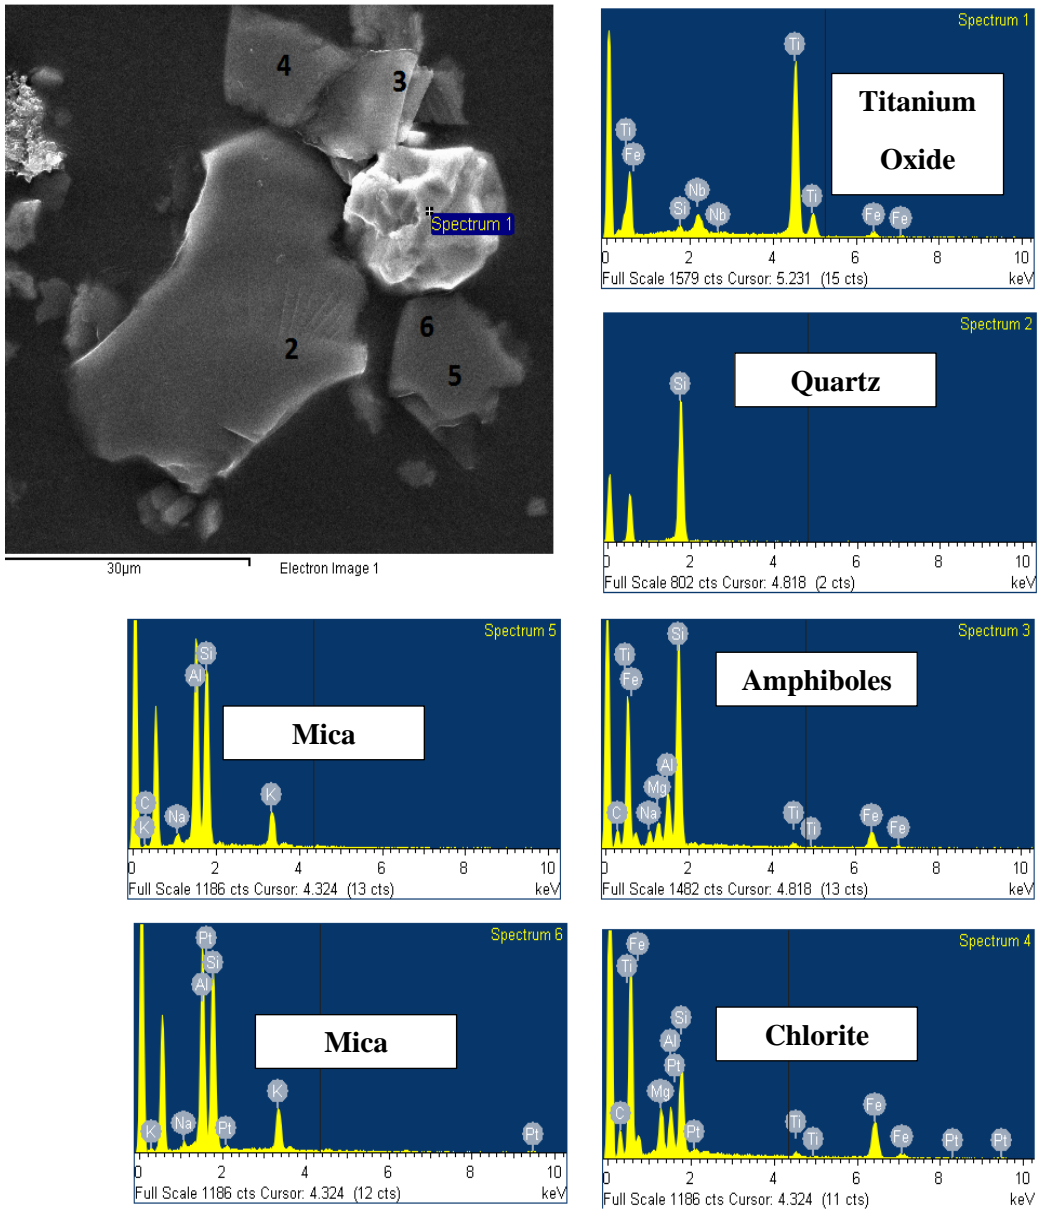 4
3
Spectrum 1
2
6
5
30µm
Electron Image 1
Spectrum 1
Ti
Titanium
Oxide
Ti
Fe
Nb
Si
Nb
Ti
Fe
Fe
0 2 4 6 8 10
Full Scale 1579 cts Cursor: 5.231 (15 cts) keV
Spectrum 2
Quartz
Si
0 2 4 6 8 10
Full Scale 802 cts Cursor: 4.818 (2 cts) keV
Spectrum 5
Si
Al
Mica
C
K
Na
K
0 2 4 6 8 10
Full Scale 1186 cts Cursor: 4.324 (13 cts) keV
Spectrum 3
Si
Ti
Fe
Amphiboles
Al
Mg
C
Na
Ti
Ti
Fe
Fe
0 2 4 6 8 10
Full Scale 1482 cts Cursor: 4.818 (13 cts) keV
Spectrum 6
Pt
Si
Al
Mica
K
Na
Pt
K
Pt
0 2 4 6 8 10
Full Scale 1186 cts Cursor: 4.324 (12 cts) keV
Spectrum 4
Fe
Ti
Si
Chlorite
Al
Pt
Mg
C
Pt
Ti
Ti
Fe
Fe
Pt
Pt
0 2 4 6 8 10
Full Scale 1186 cts Cursor: 4.324 (11 cts) keV